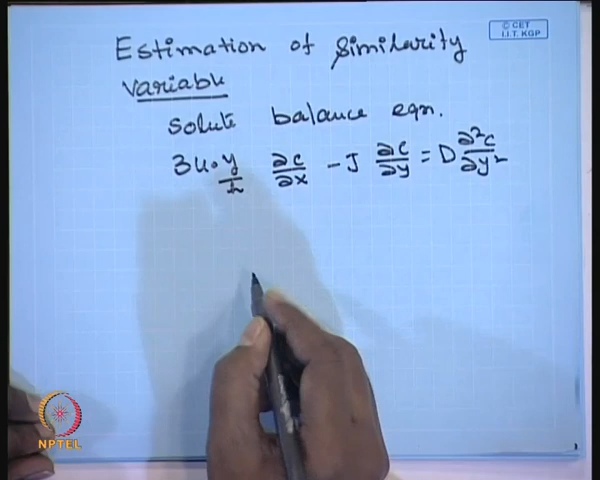 © CET
I.I.T. KGP
Estimation of similarity
variable
solute balance eqn.
3u₀ y/h ∂c/∂x - J ∂c/∂y = D ∂²c/∂y²
NPTEL